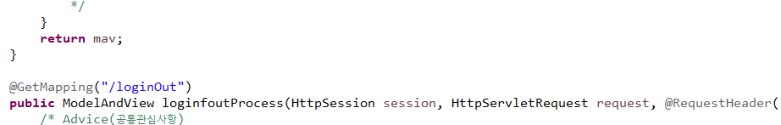 */
}
return mav;
}
@GetMapping("/loginOut")
public ModelAndView loginfoutProcess(HttpSession session, HttpServletRequest request, @RequestHeader(
/* Advice(공통관심사항)